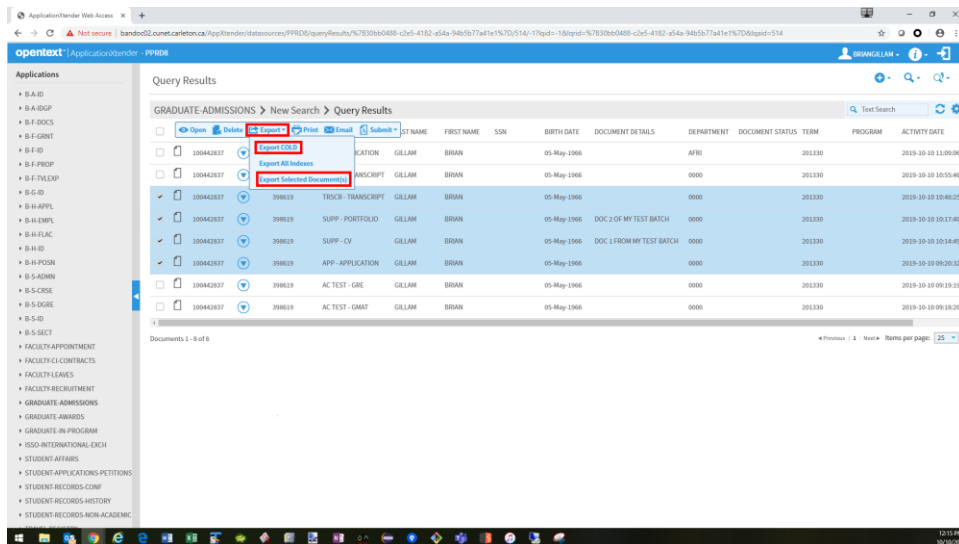 ApplicationXtender Web Access
Not secure | bandoc02.cunet.carleton.ca/AppXtender/datasources/PPRD8/queryResults/%7B30bb0488-c2e5-4182-a54a-94b5b77a41e1%7D/514/-1?lqid=-1&lqrid=%7B30bb0488-c2e5-4182-a54a-94b5b77a41e1%7D&lqaid=514
opentext | ApplicationXtender - PPRD8
BRIANGILLAM
Applications
Query Results
B-A-ID
B-A-IDGP
B-F-DOCS
B-F-GRNT
B-F-ID
B-F-PROP
B-F-TVLEXP
B-G-ID
B-H-APPL
B-H-EMPL
B-H-FLAC
B-H-ID
B-H-POSN
B-S-ADMN
B-S-CRSE
B-S-DGRE
B-S-ID
B-S-SECT
FACULTY-APPOINTMENT
FACULTY-CI-CONTRACTS
FACULTY-LEAVES
FACULTY-RECRUITMENT
GRADUATE-ADMISSIONS
GRADUATE-AWARDS
GRADUATE-IN-PROGRAM
ISSO-INTERNATIONAL-EXCH
STUDENT-AFFAIRS
STUDENT-APPLICATIONS-PETITIONS
STUDENT-RECORDS-CONF
STUDENT-RECORDS-HISTORY
STUDENT-RECORDS-NON-ACADEMIC
GRADUATE-ADMISSIONS > New Search > Query Results
Text Search
Open Delete Export Print Email Submit
ST NAME FIRST NAME SSN BIRTH DATE DOCUMENT DETAILS DEPARTMENT DOCUMENT STATUS TERM PROGRAM ACTIVITY DATE
Export COLD
Export All Indexes
Export Selected Document(s)
100442837 ICATION GILLAM BRIAN 05-May-1966 AFRI 201330 2019-10-10 11:09:06
100442837 ANSCRIPT GILLAM BRIAN 05-May-1966 0000 201330 2019-10-10 10:55:46
100442837 398619 TRSCR - TRANSCRIPT GILLAM BRIAN 05-May-1966 0000 201330 2019-10-10 10:48:25
100442837 398619 SUPP - PORTFOLIO GILLAM BRIAN 05-May-1966 DOC 2 OF MY TEST BATCH 0000 201330 2019-10-10 10:17:40
100442837 398619 SUPP - CV GILLAM BRIAN 05-May-1966 DOC 1 FROM MY TEST BATCH 0000 201330 2019-10-10 10:14:49
100442837 398619 APP - APPLICATION GILLAM BRIAN 05-May-1966 0000 201330 2019-10-10 09:20:32
100442837 398619 AC TEST - GRE GILLAM BRIAN 05-May-1966 0000 201330 2019-10-10 09:19:19
100442837 398619 AC TEST - GMAT GILLAM BRIAN 05-May-1966 0000 201330 2019-10-10 09:18:20
Documents 1 - 8 of 8
Previous | 1 | Next Items per page: 25
12:15 PM